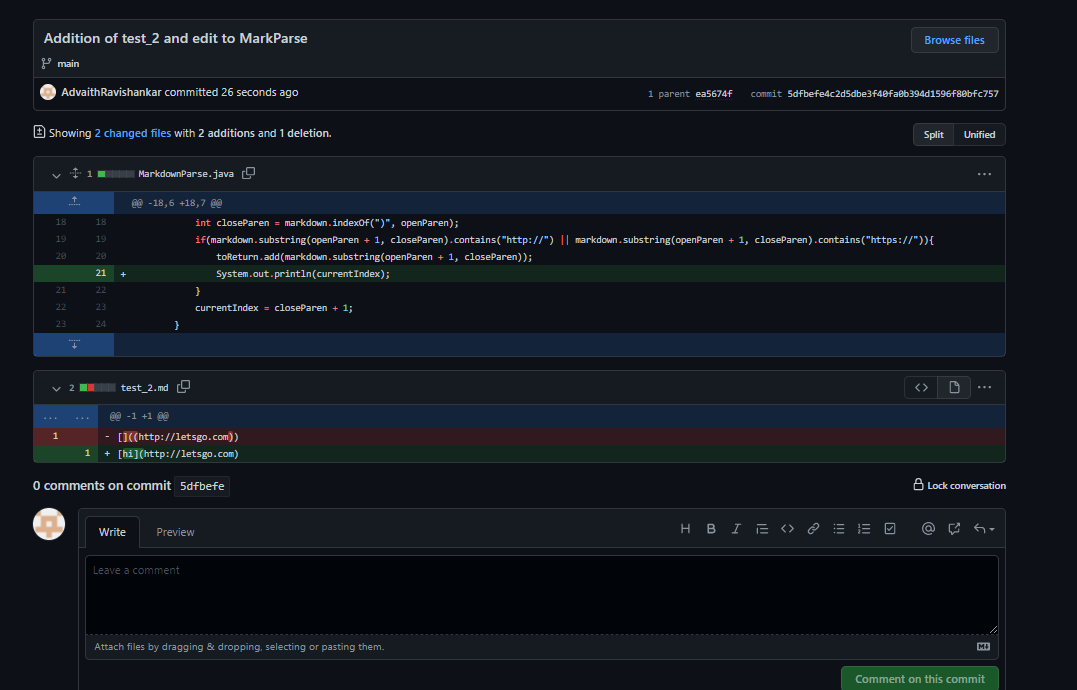 Addition of test_2 and edit to MarkParse
Browse files
main
AdvaithRavishankar committed 26 seconds ago
1 parent ea5674f commit 5dfbefe4c2d5dbe3f40fa0b394d1596f80bfc757
Showing 2 changed files with 2 additions and 1 deletion.
Split Unified
1 MarkdownParse.java
@@ -18,6 +18,7 @@
18 18 int closeParen = markdown.indexOf(")", openParen);
19 19 if(markdown.substring(openParen + 1, closeParen).contains("http://") || markdown.substring(openParen + 1, closeParen).contains("https://")){
20 20 toReturn.add(markdown.substring(openParen + 1, closeParen));
21 + System.out.println(currentIndex);
21 22 }
22 23 currentIndex = closeParen + 1;
23 24 }
2 test_2.md
... ... @@ -1 +1 @@
1 - []((http://letsgo.com))
1 + [hi](http://letsgo.com)
0 comments on commit 5dfbefe
Lock conversation
Write Preview
Leave a comment
Attach files by dragging & dropping, selecting or pasting them.
Comment on this commit